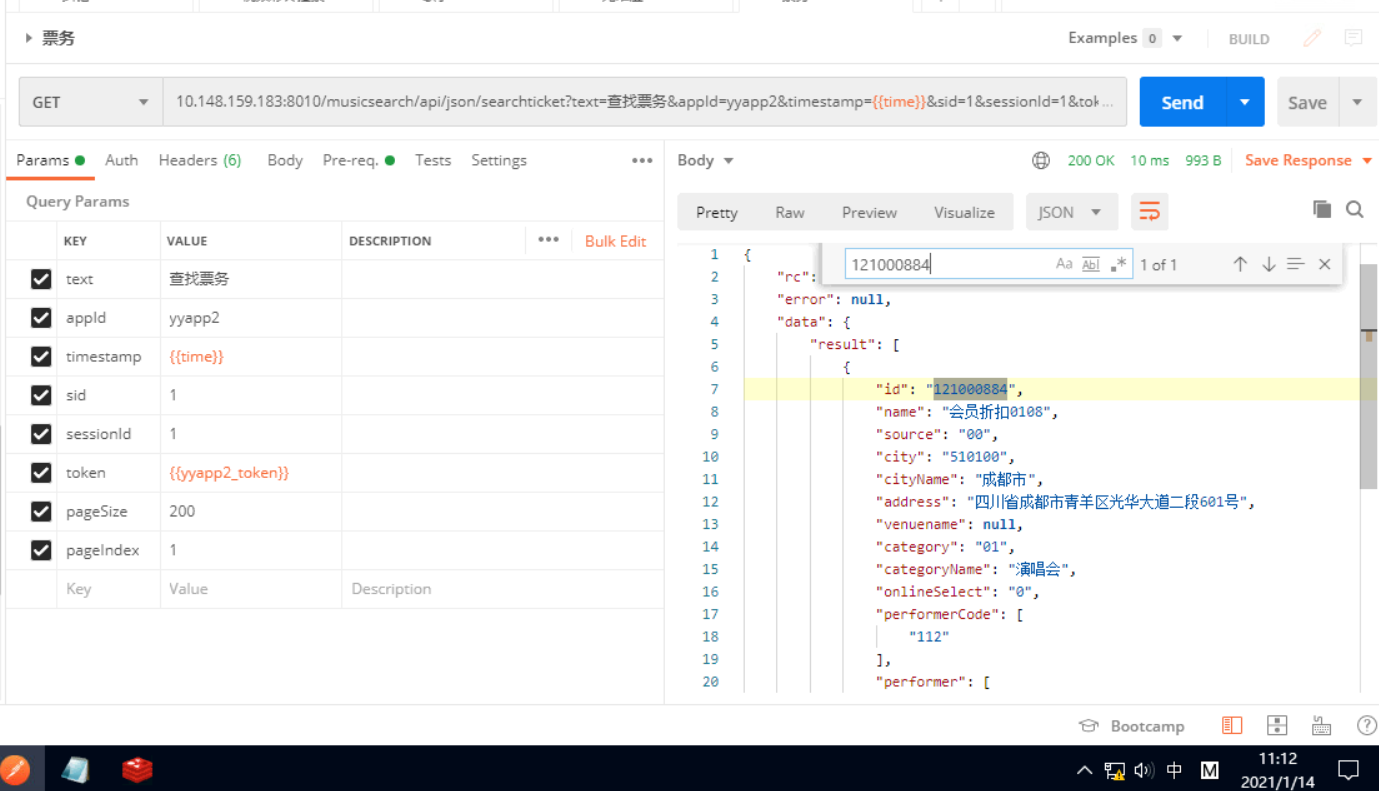 票务
Examples 0
BUILD
GET
10.148.159.183:8010/musicsearch/api/json/searchticket?text=查找票务&appId=yyapp2&timestamp={{time}}&sid=1&sessionId=1&tok...
Send
Save
Params
Auth
Headers (6)
Body
Pre-req.
Tests
Settings
•••
Body
200 OK
10 ms
993 B
Save Response
Query Params
Pretty
Raw
Preview
Visualize
JSON
KEY
VALUE
DESCRIPTION
•••
Bulk Edit
text
查找票务
appId
yyapp2
timestamp
{{time}}
sid
1
sessionId
1
token
{{yyapp2_token}}
pageSize
200
pageIndex
1
Key
Value
Description
121000884
Aa
Abl
.*
1 of 1
1 {
2 "rc":
3 "error": null,
4 "data": {
5 "result": [
6 {
7 "id": "121000884",
8 "name": "会员折扣0108",
9 "source": "00",
10 "city": "510100",
11 "cityName": "成都市",
12 "address": "四川省成都市青羊区光华大道二段601号",
13 "venuename": null,
14 "category": "01",
15 "categoryName": "演唱会",
16 "onlineSelect": "0",
17 "performerCode": [
18 "112"
19 ],
20 "performer": [
Bootcamp
中
M
11:12
2021/1/14